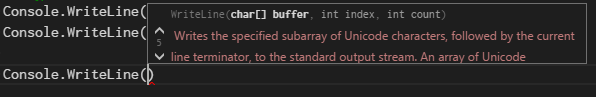 Console.WriteLine(
WriteLine(char[] buffer, int index, int count)
Console.WriteLine(
Writes the specified subarray of Unicode characters, followed by the current
5
line terminator, to the standard output stream. An array of Unicode
Console.WriteLine()